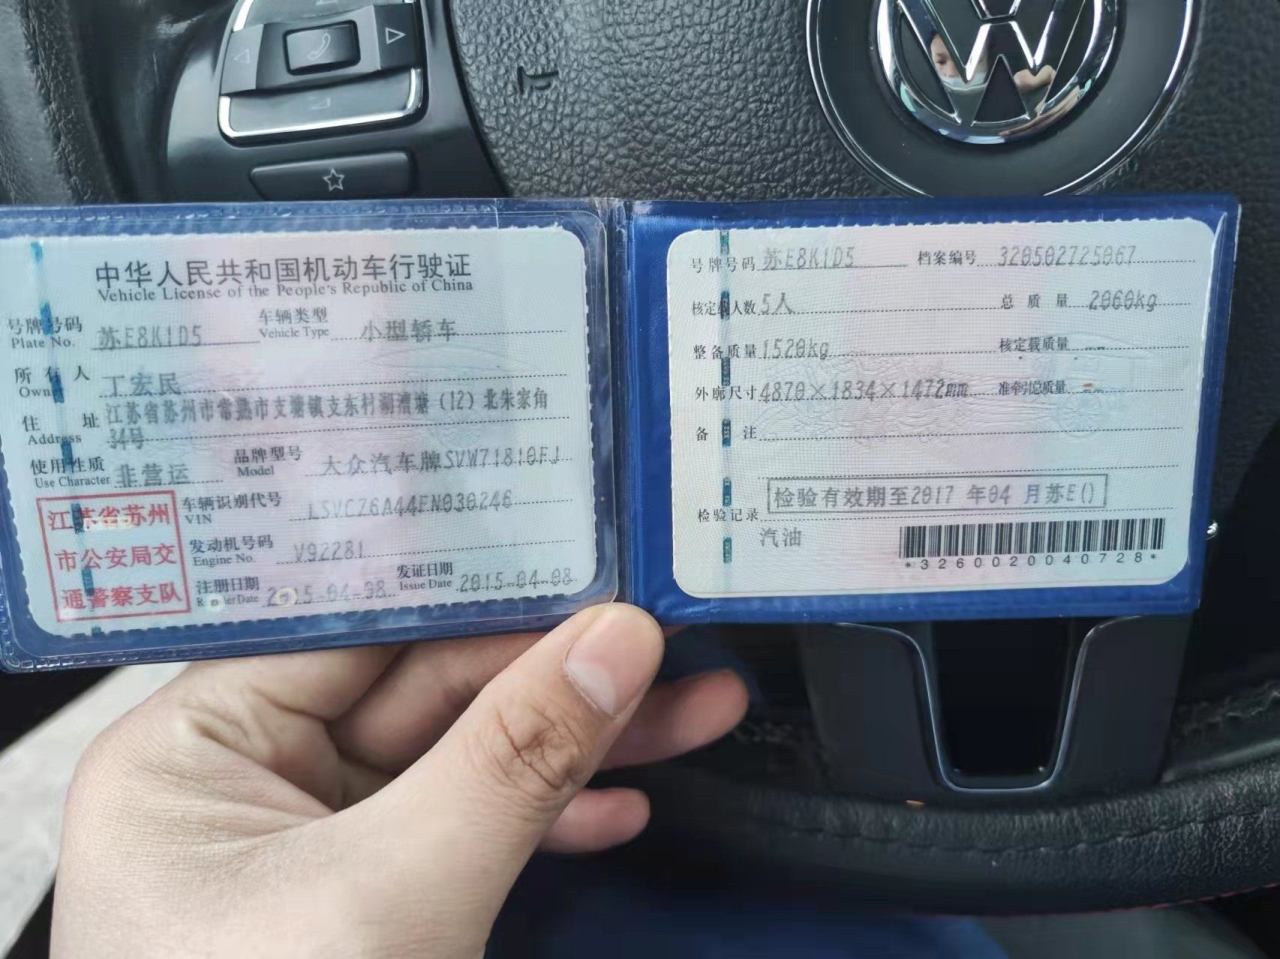 中华人民共和国机动车行驶证
Vehicle License of the People's Republic of China
号牌号码 Plate No. 苏E8K1D5 车辆类型 Vehicle Type 小型轿车
所有人 Owner 丁宏民
住址 Address 江苏省苏州市常熟市支塘镇支东村湖漕塘(12)北朱家角
34号
使用性质 Use Character 非营运 品牌型号 Model 大众汽车牌SVW71810FJ
江苏省苏州
市公安局交
通警察支队
车辆识别代号 VIN LSVCZ6A44FN030246
发动机号码 Engine No. V92281
注册日期 Register Date 2015-04-08 发证日期 Issue Date 2015-04-08
号牌号码 苏E8K1D5 档案编号 320502725067
核定载人数 5人 总质量 2060kg
整备质量 1520kg 核定载质量 --
外廓尺寸 4870×1834×1472mm 准牵引总质量 --
备注
检验记录 检验有效期至2017 年04 月苏E()
汽油
*3260020040728*